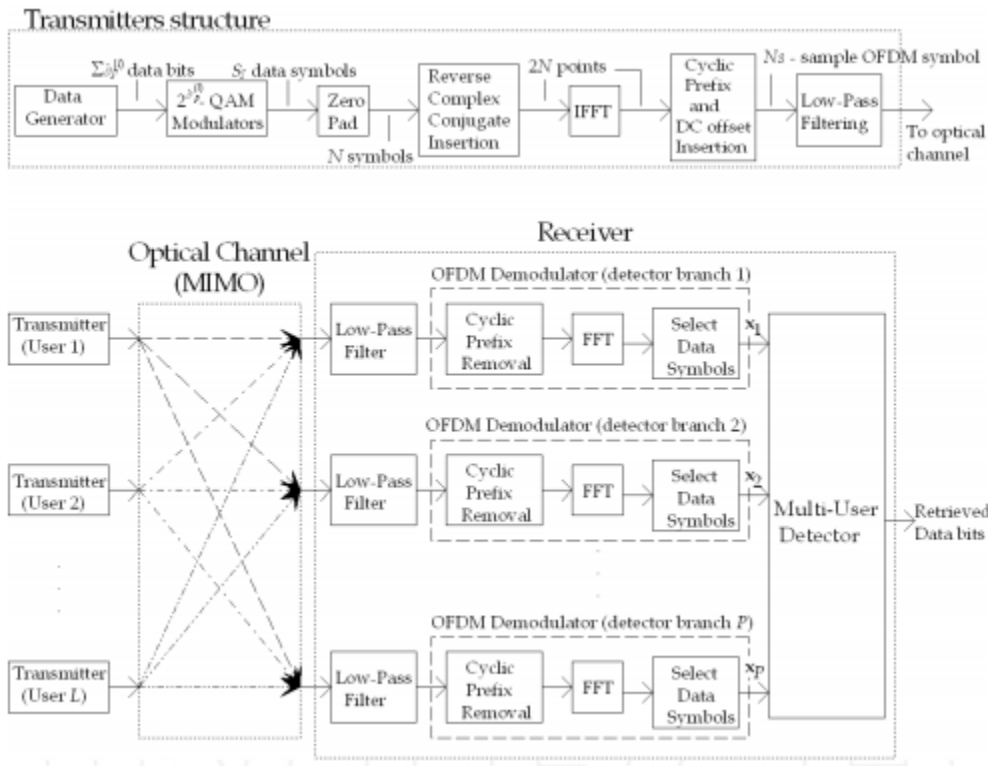 Transmitters structure
data bits
S data symbols
2N points
Ns - sample OFDM symbol
Data
Generator
QAM
Modulators
Zero
Pad
N symbols
Reverse
Complex
Conjugate
Insertion
IFFT
Cyclic
Prefix
and
DC offset
Insertion
Low-Pass
Filtering
To optical
channel
Optical Channel
(MIMO)
Receiver
OFDM Demodulator (detector branch 1)
Transmitter
(User 1)
Low-Pass
Filter
Cyclic
Prefix
Removal
FFT
Select
Data
Symbols
x1
OFDM Demodulator (detector branch 2)
Transmitter
(User 2)
Low-Pass
Filter
Cyclic
Prefix
Removal
FFT
Select
Data
Symbols
x2
Multi-User
Detector
Retrieved
Data bits
OFDM Demodulator (detector branch P)
Transmitter
(User L)
Low-Pass
Filter
Cyclic
Prefix
Removal
FFT
Select
Data
Symbols
xP